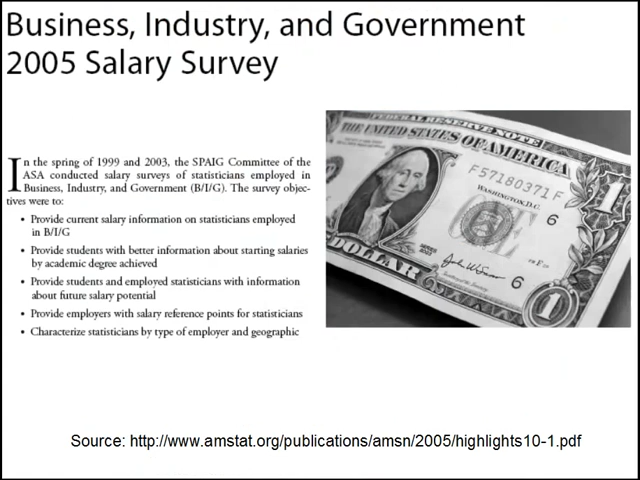 Business, Industry, and Government
2005 Salary Survey
In the spring of 1999 and 2003, the SPAIG Committee of the
ASA conducted salary surveys of statisticians employed in
Business, Industry, and Government (B/I/G). The survey objec-
tives were to:
• Provide current salary information on statisticians employed
in B/I/G
• Provide students with better information about starting salaries
by academic degree achieved
• Provide students and employed statisticians with information
about future salary potential
• Provide employers with salary reference points for statisticians
• Characterize statisticians by type of employer and geographic
FEDERAL RESERVE NOTE
THE UNITED STATES OF AMERICA
F57180371F
WASHINGTON, D.C.
6
1
ONE
SERIES
6
DOLLAR
1
Source: http://www.amstat.org/publications/amsn/2005/highlights10-1.pdf